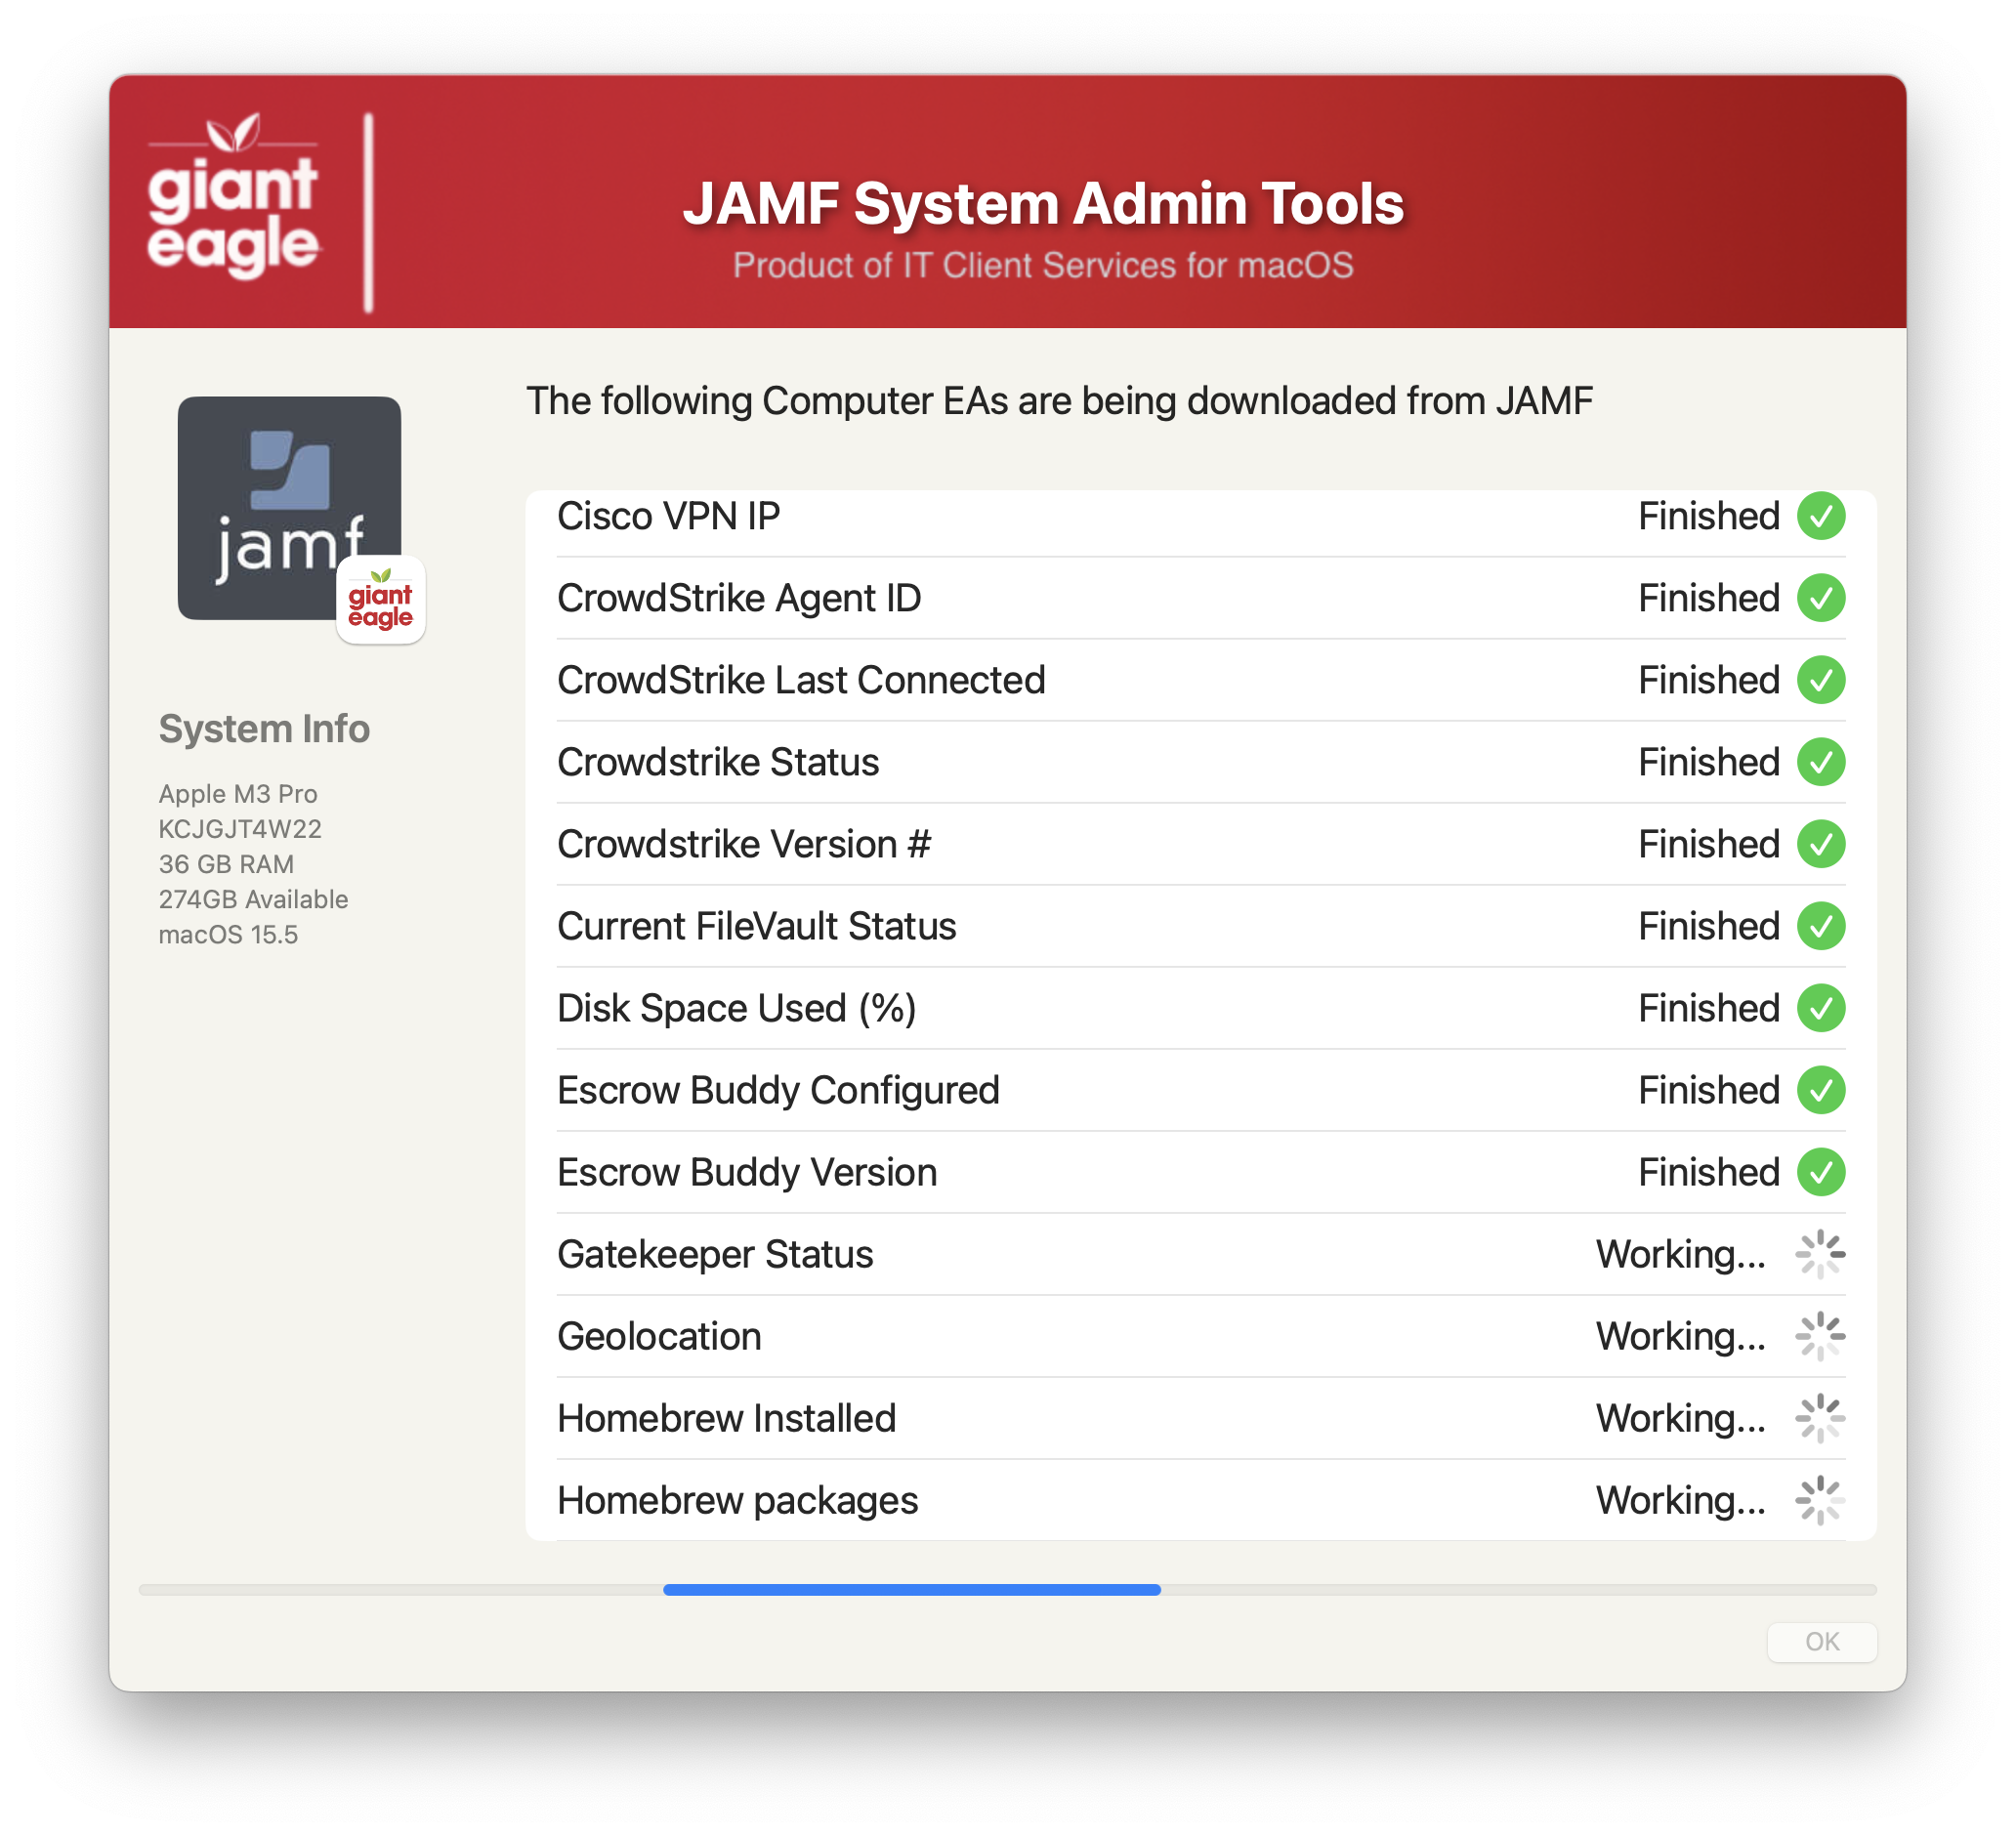 giant
eagle
JAMF System Admin Tools
Product of IT Client Services for macOS
jamf
giant
eagle
System Info
Apple M3 Pro
KCJGJT4W22
36 GB RAM
274GB Available
macOS 15.5
The following Computer EAs are being downloaded from JAMF
Cisco VPN IP Finished
CrowdStrike Agent ID Finished
CrowdStrike Last Connected Finished
Crowdstrike Status Finished
Crowdstrike Version # Finished
Current FileVault Status Finished
Disk Space Used (%) Finished
Escrow Buddy Configured Finished
Escrow Buddy Version Finished
Gatekeeper Status Working...
Geolocation Working...
Homebrew Installed Working...
Homebrew packages Working...
OK